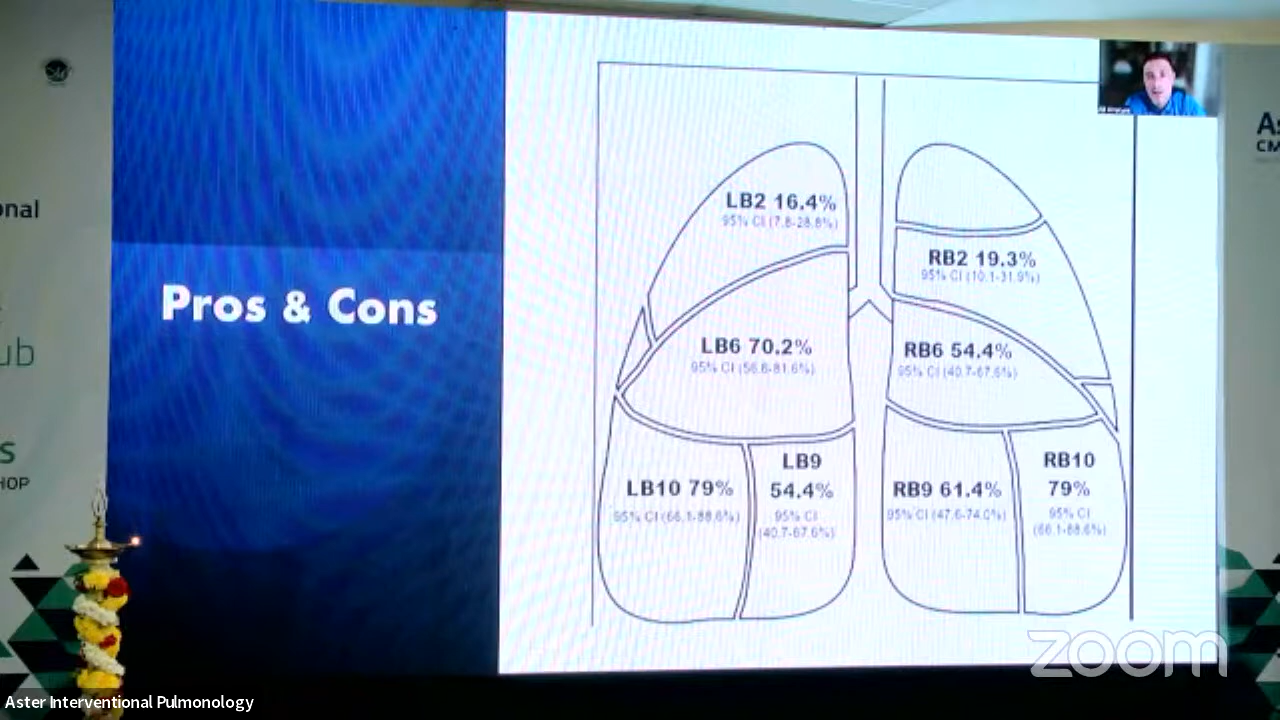 onal
ub
S
HOP
Pros & Cons
LB2 16.4%
95% CI (7.8-28.8%)
RB2 19.3%
95% CI (10.1-31.9%)
LB6 70.2%
95% CI (56.6-81.6%)
RB6 54.4%
95% CI (40.7-67.6%)
LB10 79%
95% CI (66.1-88.6%)
LB9
54.4%
95% CI
(40.7-67.6%)
RB9 61.4%
95% CI (47.6-74.0%)
RB10
79%
95% CI
(66.1-88.6%)
As
CM
zoom
Aster Interventional Pulmonology